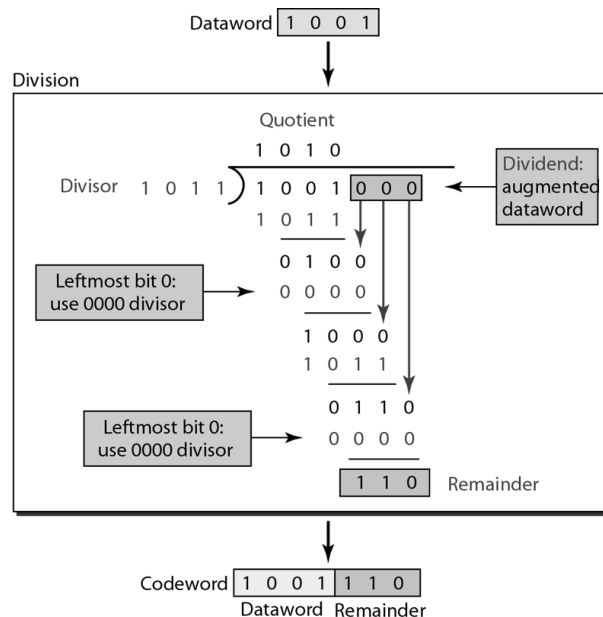 Dataword 1 0 0 1
Division
Quotient
1 0 1 0
Divisor 1 0 1 1 1 0 0 1 0 0 0
Dividend:
augmented
dataword
1 0 1 1
0 1 0 0
Leftmost bit 0:
use 0000 divisor
0 0 0 0
1 0 0 0
1 0 1 1
0 1 1 0
Leftmost bit 0:
use 0000 divisor
0 0 0 0
1 1 0 Remainder
Codeword 1 0 0 1 1 1 0
Dataword Remainder